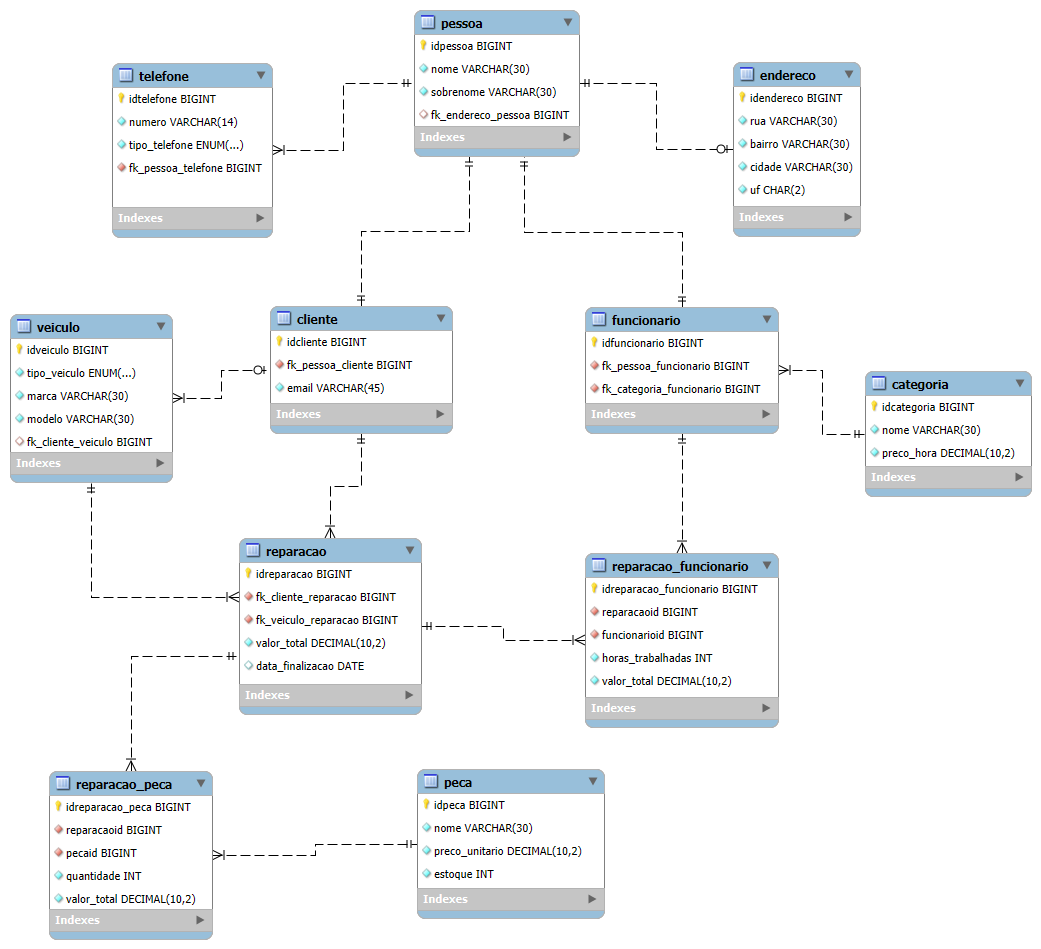 pessoa
idpessoa BIGINT
nome VARCHAR(30)
sobrenome VARCHAR(30)
fk_endereco_pessoa BIGINT
Indexes
telefone
idtelefone BIGINT
numero VARCHAR(14)
tipo_telefone ENUM(...)
fk_pessoa_telefone BIGINT
Indexes
endereco
idendereco BIGINT
rua VARCHAR(30)
bairro VARCHAR(30)
cidade VARCHAR(30)
uf CHAR(2)
Indexes
veiculo
idveiculo BIGINT
tipo_veiculo ENUM(...)
marca VARCHAR(30)
modelo VARCHAR(30)
fk_cliente_veiculo BIGINT
Indexes
cliente
idcliente BIGINT
fk_pessoa_cliente BIGINT
email VARCHAR(45)
Indexes
funcionario
idfuncionario BIGINT
fk_pessoa_funcionario BIGINT
fk_categoria_funcionario BIGINT
Indexes
categoria
idcategoria BIGINT
nome VARCHAR(30)
preco_hora DECIMAL(10,2)
Indexes
reparacao
idreparacao BIGINT
fk_cliente_reparacao BIGINT
fk_veiculo_reparacao BIGINT
valor_total DECIMAL(10,2)
data_finalizacao DATE
Indexes
reparacao_funcionario
idreparacao_funcionario BIGINT
reparacaoid BIGINT
funcionarioid BIGINT
horas_trabalhadas INT
valor_total DECIMAL(10,2)
Indexes
reparacao_peca
idreparacao_peca BIGINT
reparacaoid BIGINT
pecaid BIGINT
quantidade INT
valor_total DECIMAL(10,2)
Indexes
peca
idpeca BIGINT
nome VARCHAR(30)
preco_unitario DECIMAL(10,2)
estoque INT
Indexes